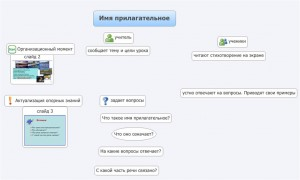 Имя прилагательное
учитель
ученики
Организационный момент
сообщает тему и цели урока
читают стихотворение на экране
слайд 3
устно отвечают на вопросы. Приводят свои примеры
Актуализация опорных знаний
задает вопросы
слайд 3
Что такое имя прилагательное?
Что оно означает?
На какие вопросы отвечает?
С какой часть речи связано?